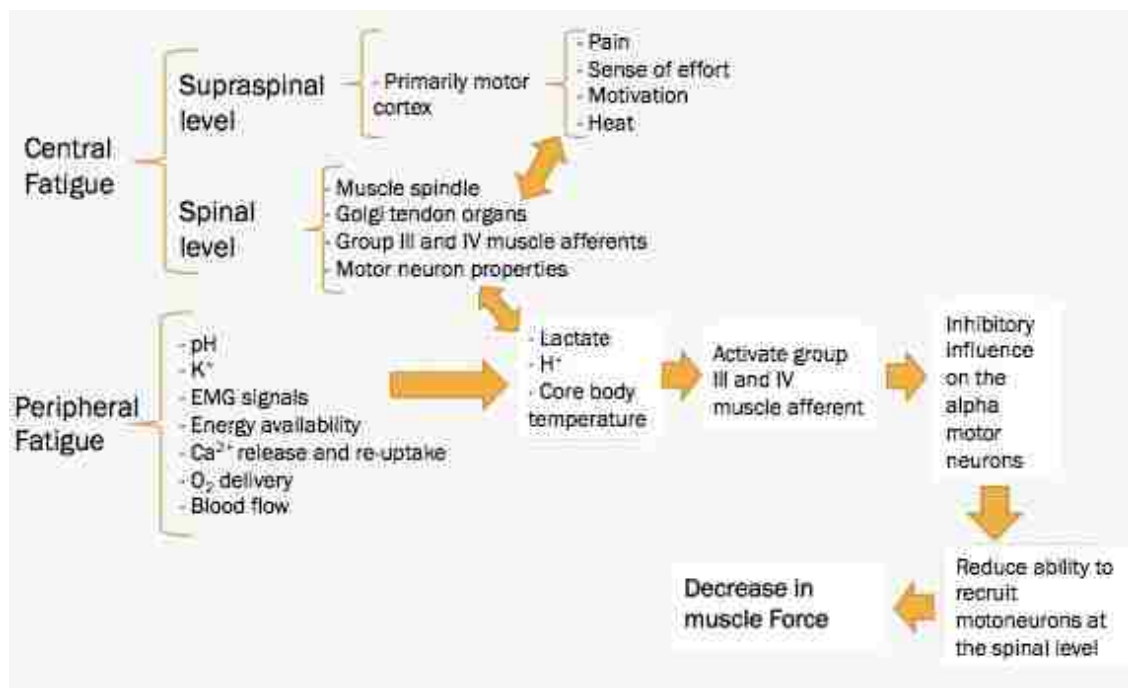 Central
Fatigue
Supraspinal
level
- Primarily motor
cortex
- Pain
- Sense of effort
- Motivation
- Heat
Spinal
level
- Muscle spindle
- Golgi tendon organs
- Group III and IV muscle afferents
- Motor neuron properties
Peripheral
Fatigue
- pH
- K⁺
- EMG signals
- Energy availability
- Ca²⁺ release and re-uptake
- O₂ delivery
- Blood flow
- Lactate
- H⁺
- Core body
temperature
Activate group
III and IV
muscle afferent
Inhibitory
influence
on the
alpha
motor
neurons
Reduce ability to
recruit
motoneurons at
the spinal level
Decrease in
muscle Force